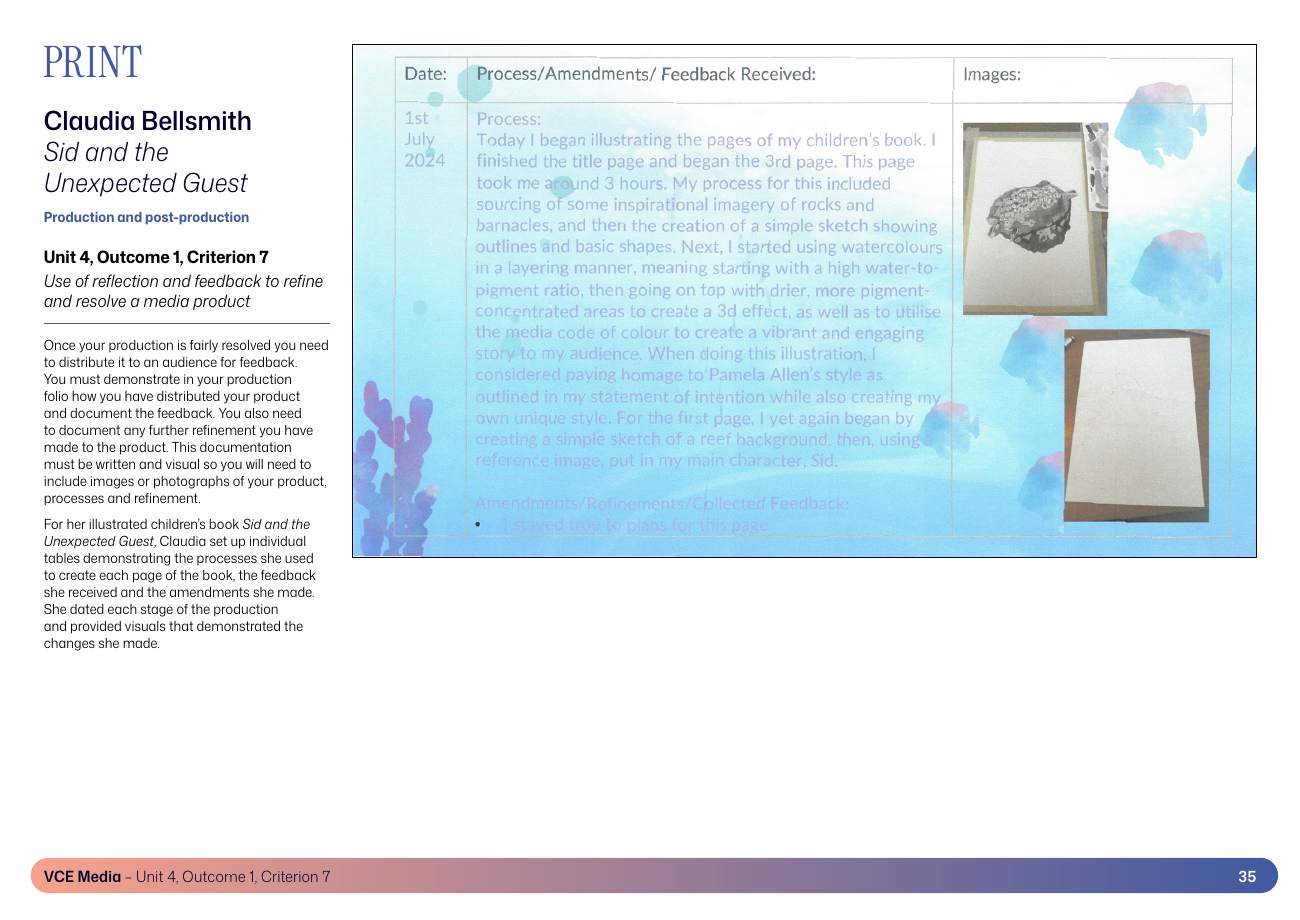 PRINT
Claudia Bellsmith
Sid and the
Unexpected Guest
Production and post-production
Unit 4, Outcome 1, Criterion 7
Use of reflection and feedback to refine
and resolve a media product
Once your production is fairly resolved you need
to distribute it to an audience for feedback.
You must demonstrate in your production
folio how you have distributed your product
and document the feedback. You also need
to document any further refinement you have
made to the product. This documentation
must be written and visual so you will need to
include images or photographs of your product,
processes and refinement.
For her illustrated children's book Sid and the
Unexpected Guest, Claudia set up individual
tables demonstrating the processes she used
to create each page of the book, the feedback
she received and the amendments she made.
She dated each stage of the production
and provided visuals that demonstrated the
changes she made.
Date:
Process/Amendments/ Feedback Received:
Images:
1st
July
2024
Process:
Today I began illustrating the pages of my children's book. I
finished the title page and began the 3rd page. This page
took me around 3 hours. My process for this included
sourcing of some inspirational imagery of rocks and
barnacles, and then the creation of a simple sketch showing
outlines and basic shapes. Next, I started using watercolours
in a layering manner, meaning starting with a high water-to-
pigment ratio, then going on top with drier, more pigment-
concentrated areas to create a 3d effect, as well as to utilise
the media code of colour to create a vibrant and engaging
story to my audience. When doing this illustration, I
considered paying homage to Pamela Allen's style as
outlined in my statement of intention while also creating my
own unique style. For the first page, I yet again began by
creating a simple sketch of a reef background, then, using a
reference image, put in my main character, Sid.
Amendments/Refinements/Collected Feedback:
• I stayed true to plans for this page
VCE Media – Unit 4, Outcome 1, Criterion 7
35